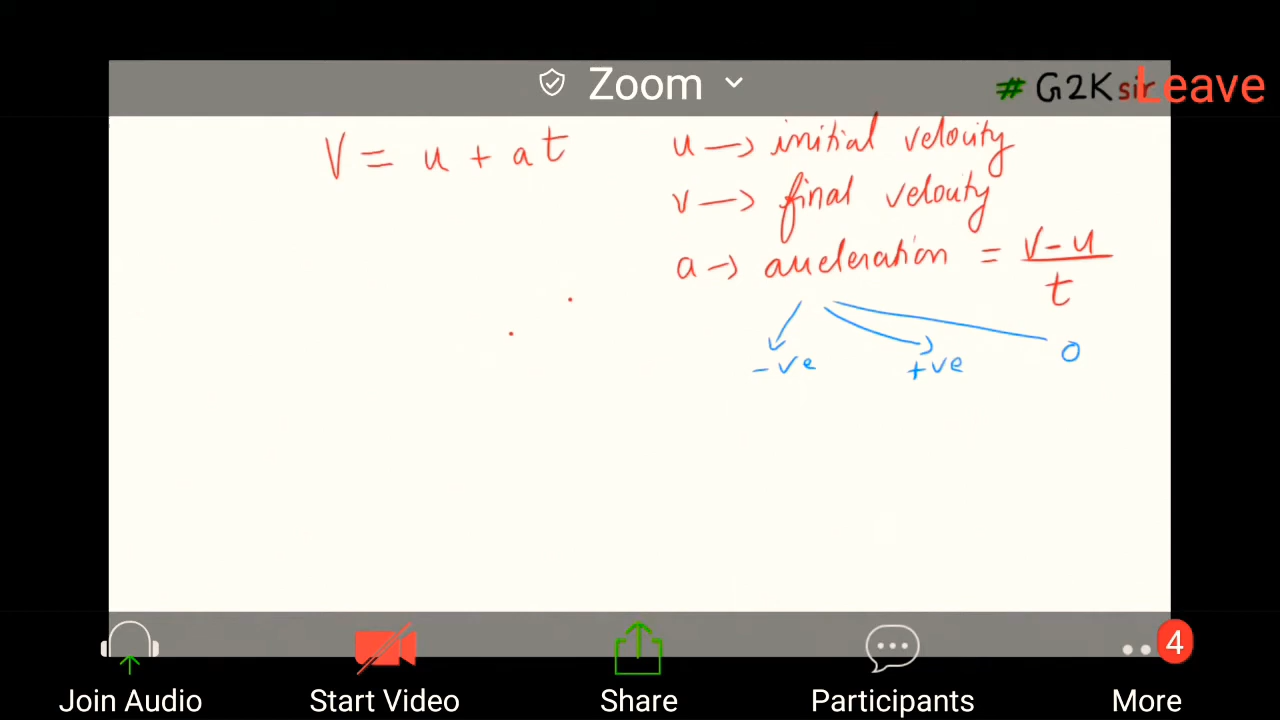 Zoom
# G2K sir
Leave
V = u + at
u → initial velocity
v → final velocity
a → acceleration = v - u / t
-ve
+ve
0
4
Join Audio
Start Video
Share
Participants
More